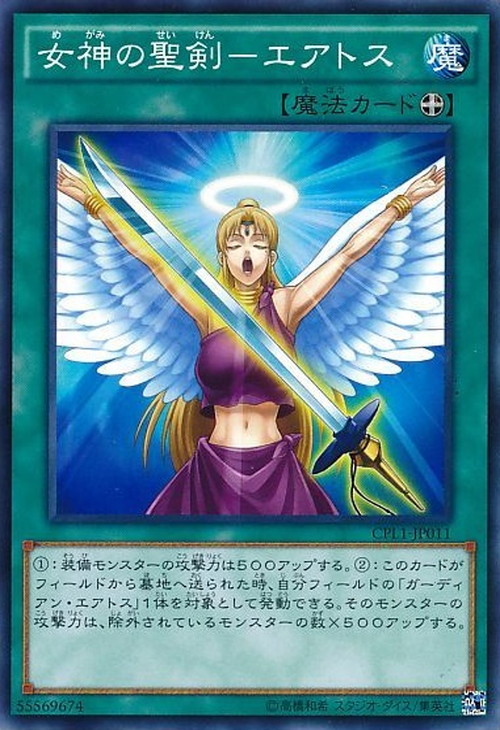 女神の聖剣－エアトス
魔
【魔法カード】
CPL1-JP011
①：装備モンスターの攻撃力は５００アップする。②：このカードが
フィールドから墓地へ送られた時、自分フィールドの「ガーディ
アン・エアトス」１体を対象として発動できる。そのモンスターの
攻撃力は、除外されているモンスターの数×５００アップする。
55569674
©高橋和希 スタジオ・ダイス/集英社